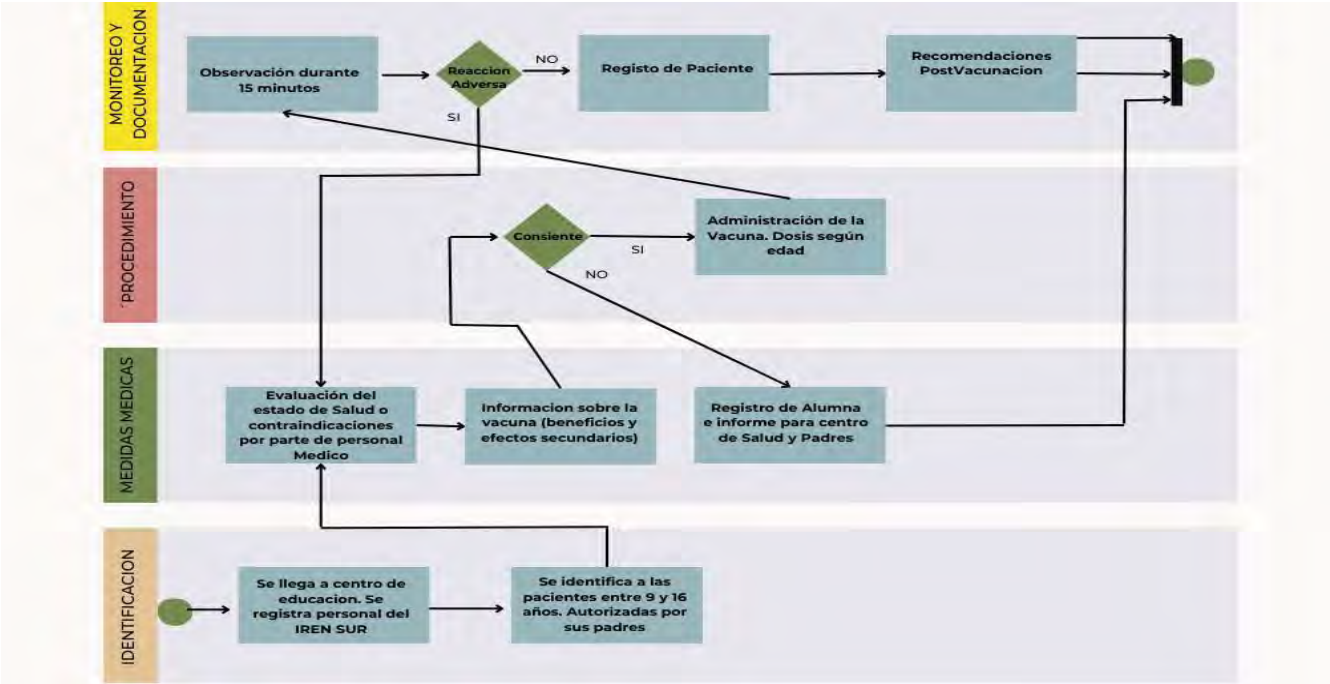 MONITOREO Y
DOCUMENTACION
Observación durante
15 minutos
Reaccion
Adversa
NO
SI
Registo de Paciente
Recomendaciones
PostVacunacion
´PROCEDIMIENTO
Consiente
SI
NO
Administración de la
Vacuna. Dosis según
edad
MEDIDAS MEDICAS
Evaluación del
estado de Salud o
contraindicaciones
por parte de personal
Medico
Informacion sobre la
vacuna (beneficios y
efectos secundarios)
Registro de Alumna
e informe para centro
de Salud y Padres
IDENTIFICACION
Se llega a centro de
educacion. Se
registra personal del
IREN SUR
Se identifica a las
pacientes entre 9 y 16
años. Autorizadas por
sus padres